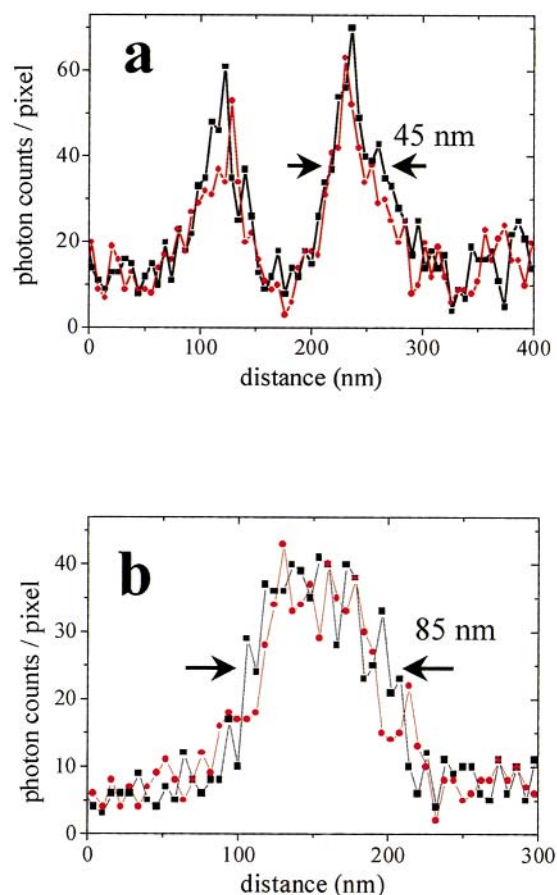 a
60
40
20
0
photon counts / pixel
45 nm
0 100 200 300 400
distance (nm)
b
40
30
20
10
0
photon counts / pixel
85 nm
0 100 200 300
distance (nm)